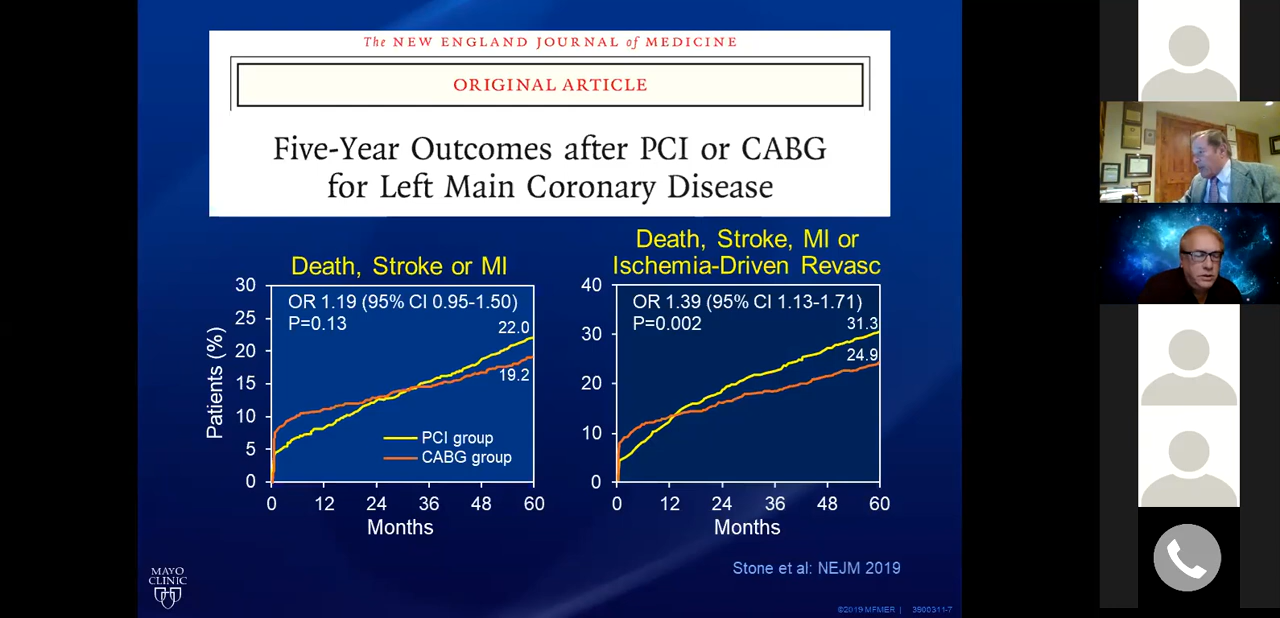 The NEW ENGLAND JOURNAL of MEDICINE
ORIGINAL ARTICLE
Five-Year Outcomes after PCI or CABG
for Left Main Coronary Disease
Death, Stroke or MI
OR 1.19 (95% CI 0.95-1.50)
P=0.13
22.0
19.2
PCI group
CABG group
Patients (%)
30
25
20
15
10
5
0
0 12 24 36 48 60
Months
Death, Stroke, MI or
Ischemia-Driven Revasc
OR 1.39 (95% CI 1.13-1.71)
P=0.002
31.3
24.9
40
30
20
10
0
0 12 24 36 48 60
Months
Stone et al: NEJM 2019
MAYO
CLINIC
©2019 MFMER | 3900311-7